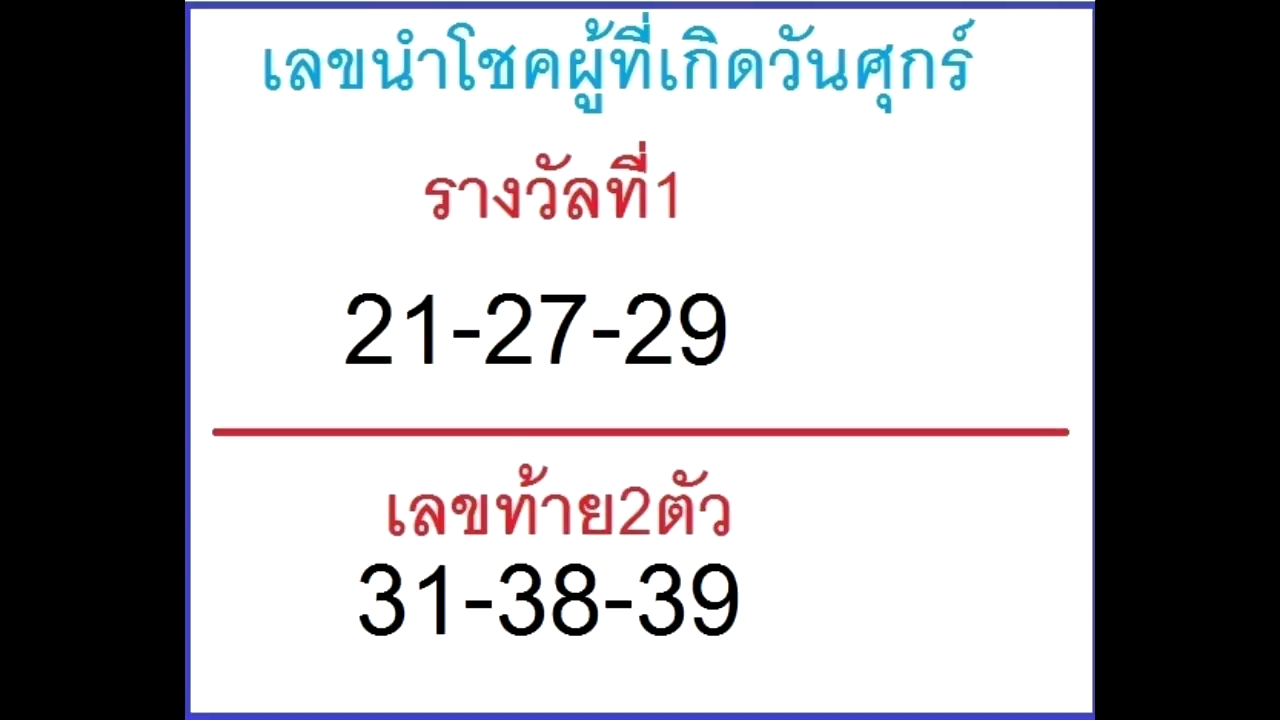 เลขนำโชคผู้ที่เกิดวันศุกร์
รางวัลที่1
21-27-29
เลขท้าย2ตัว
31-38-39